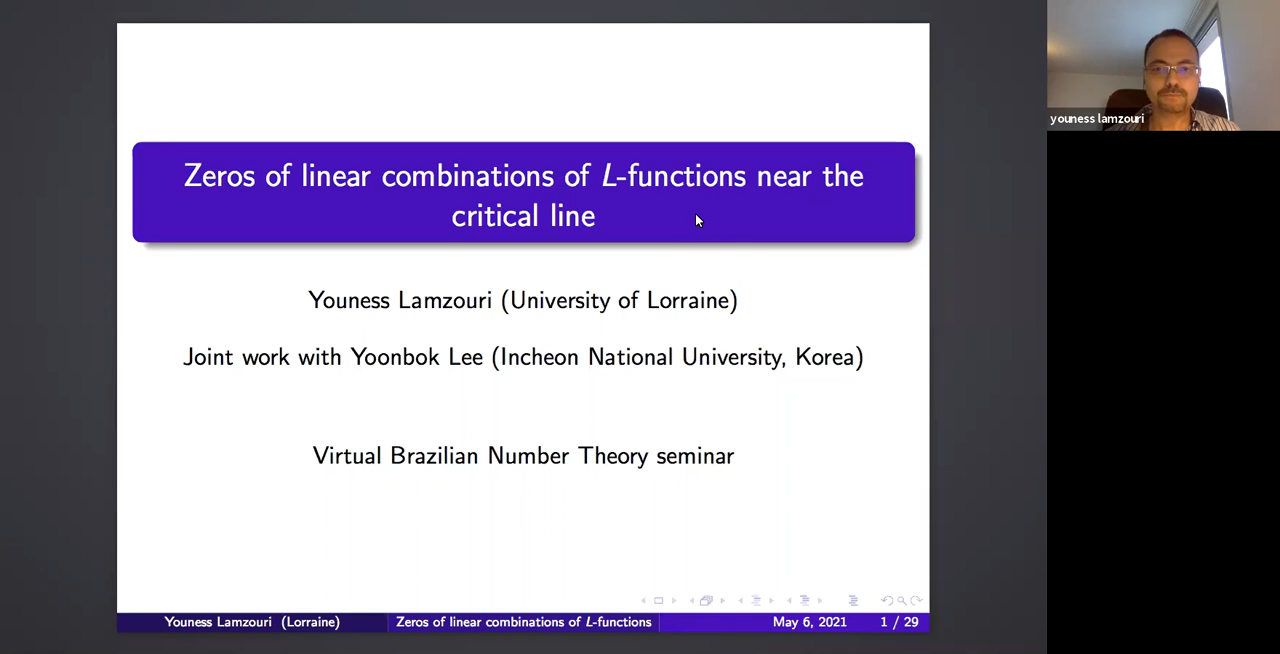 Zeros of linear combinations of L-functions near the
critical line
Youness Lamzouri (University of Lorraine)
Joint work with Yoonbok Lee (Incheon National University, Korea)
Virtual Brazilian Number Theory seminar
Youness Lamzouri (Lorraine)
Zeros of linear combinations of L-functions
May 6, 2021
1 / 29
youness lamzouri